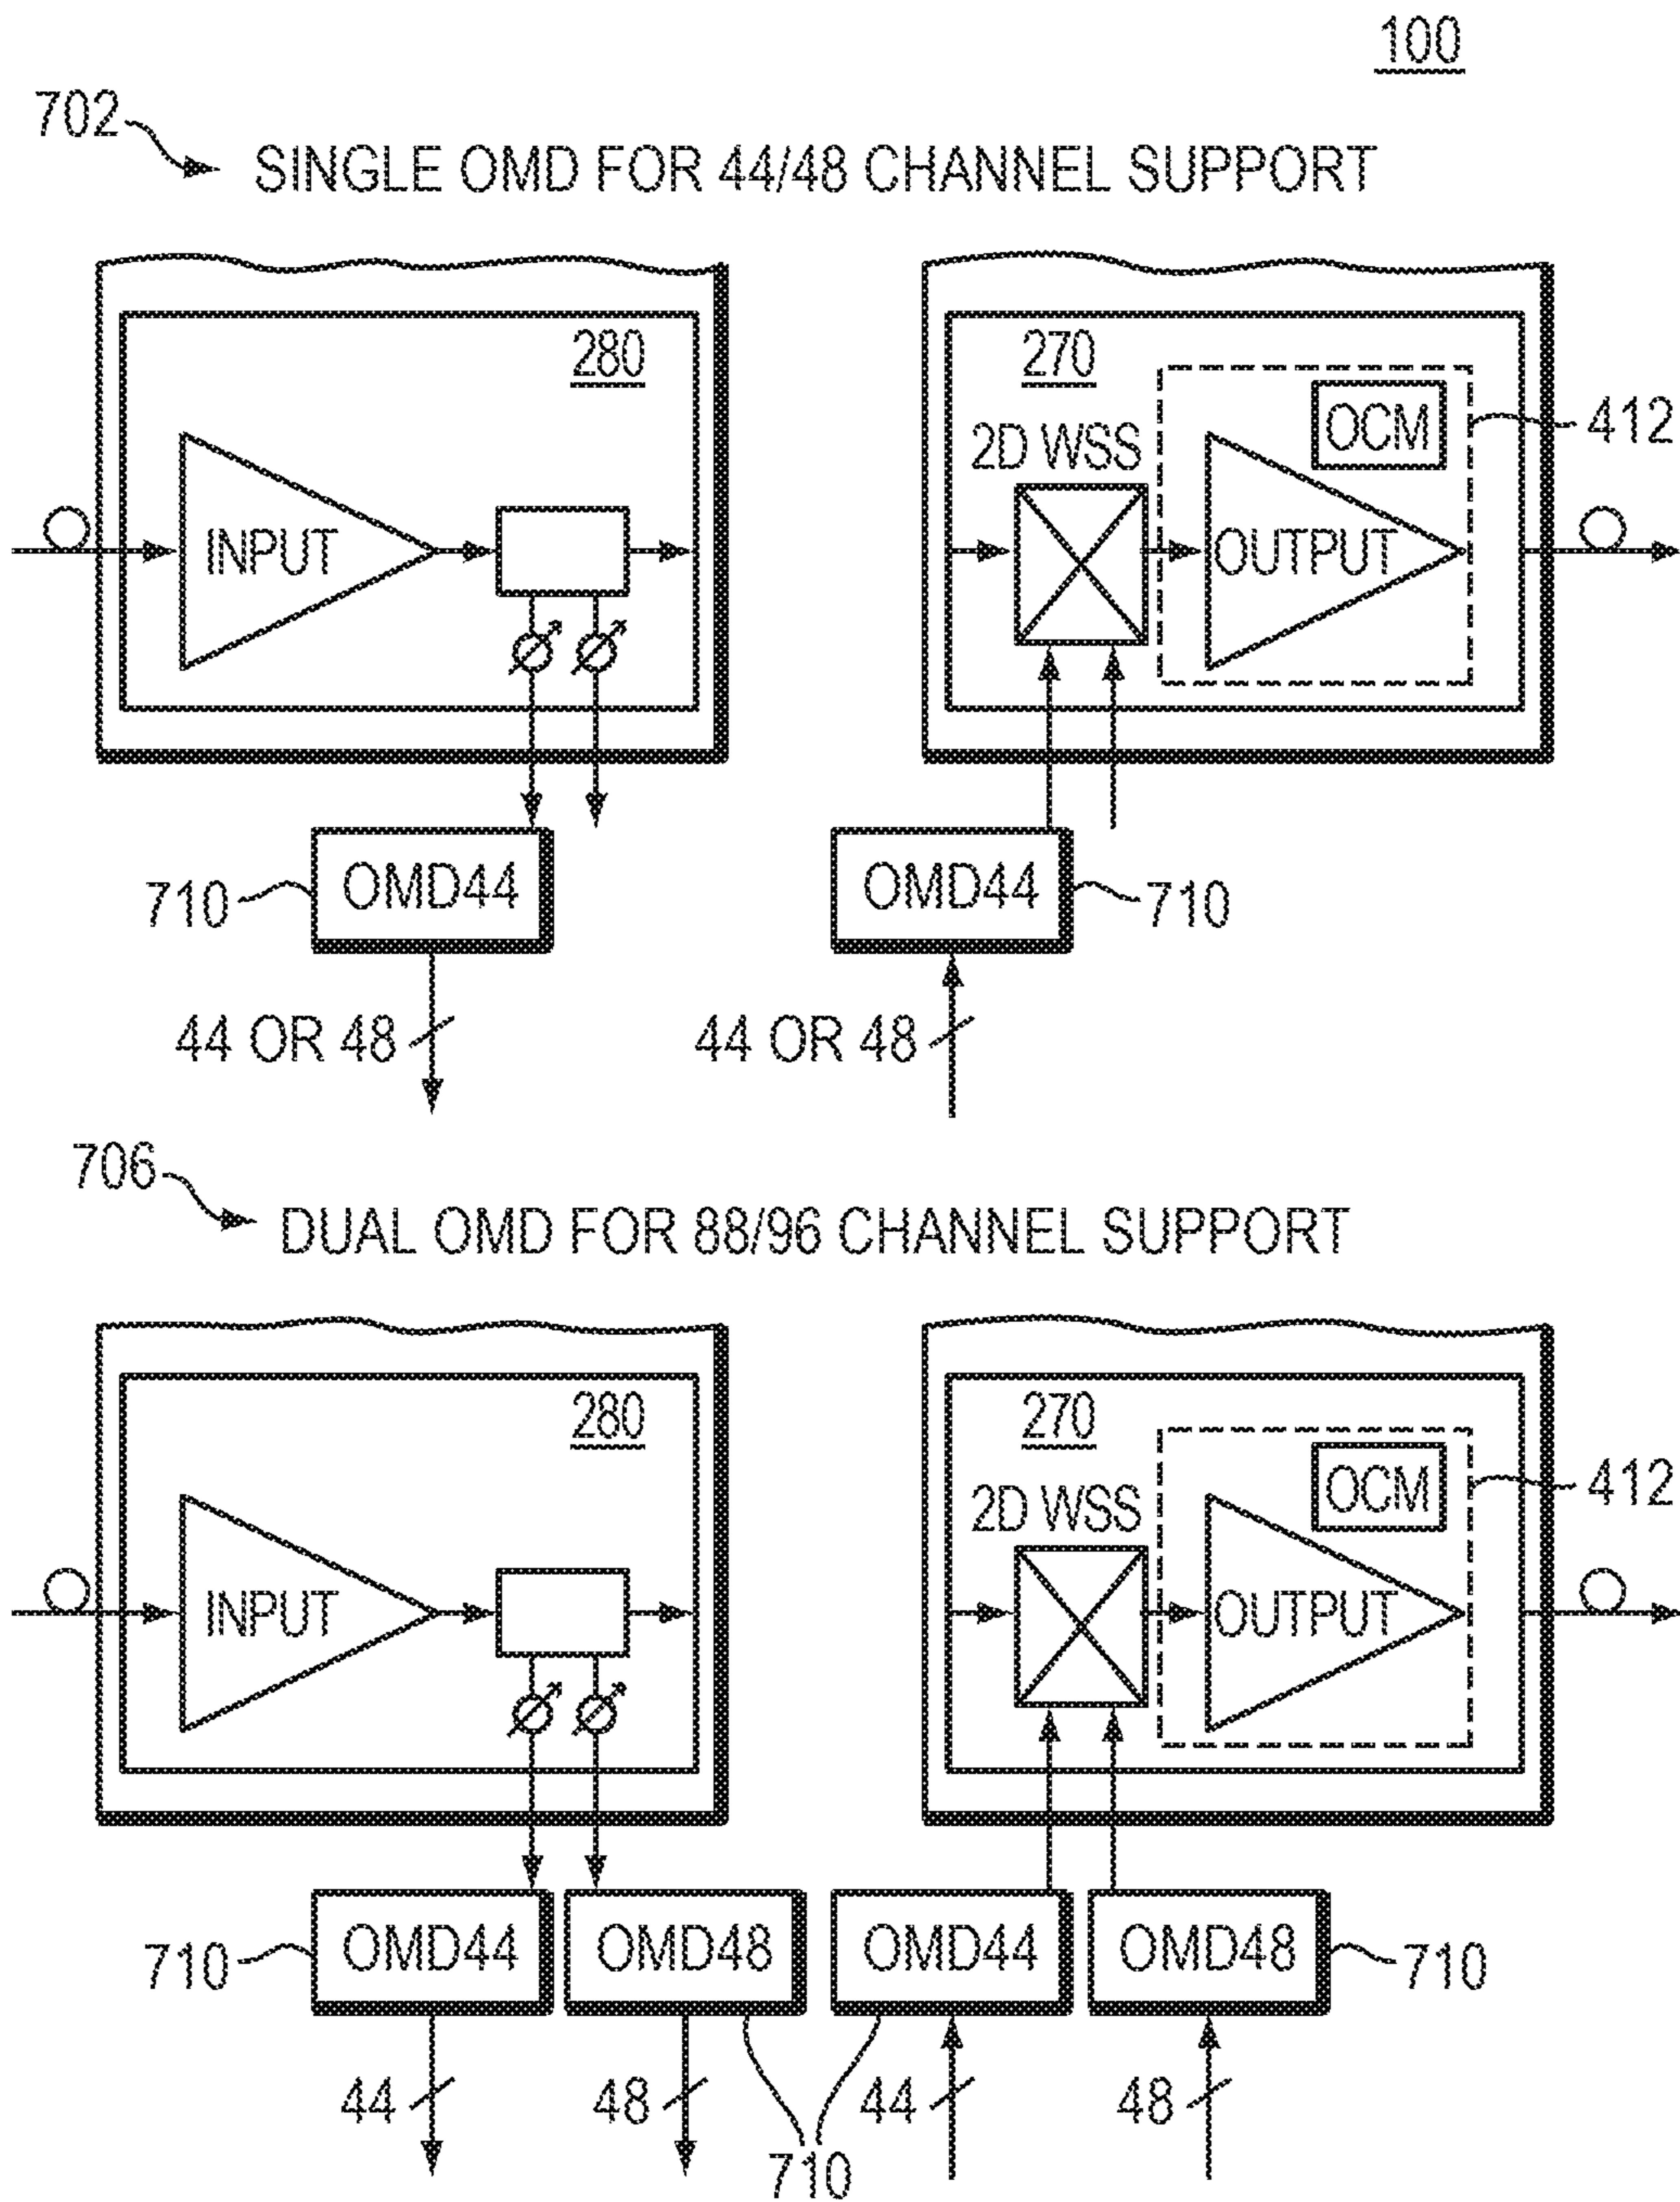 100
702
SINGLE OMD FOR 44/48 CHANNEL SUPPORT
280
270
OCM
412
2D WSS
INPUT
OUTPUT
710
OMD44
OMD44
710
44 OR 48
44 OR 48
706
DUAL OMD FOR 88/96 CHANNEL SUPPORT
280
270
OCM
412
2D WSS
INPUT
OUTPUT
710
OMD44
OMD48
OMD44
OMD48
710
44
48
44
48
710